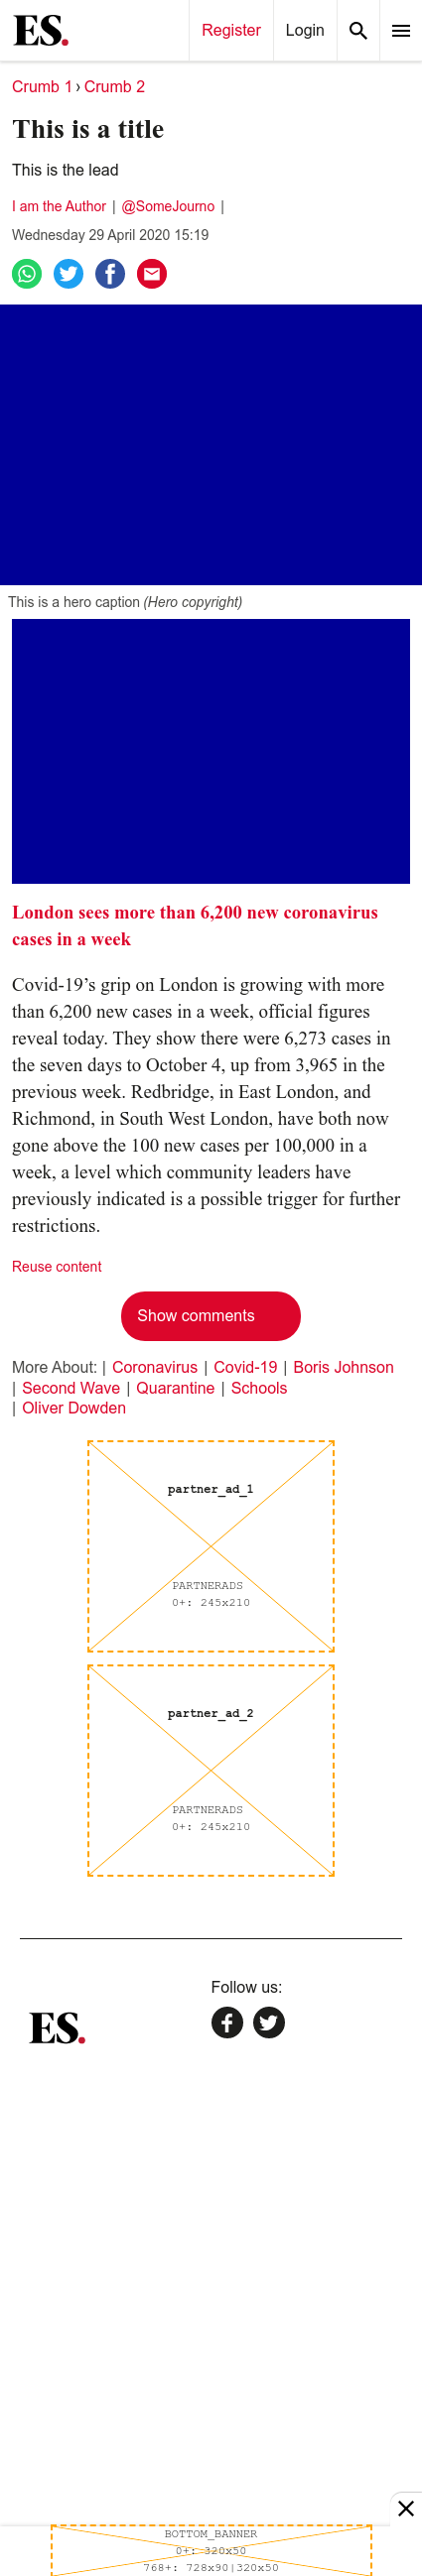 ES.
Register
Login
Crumb 1 › Crumb 2
This is a title
This is the lead
I am the Author | @SomeJourno |
Wednesday 29 April 2020 15:19
This is a hero caption (Hero copyright)
London sees more than 6,200 new coronavirus
cases in a week
Covid-19’s grip on London is growing with more
than 6,200 new cases in a week, official figures
reveal today. They show there were 6,273 cases in
the seven days to October 4, up from 3,965 in the
previous week. Redbridge, in East London, and
Richmond, in South West London, have both now
gone above the 100 new cases per 100,000 in a
week, a level which community leaders have
previously indicated is a possible trigger for further
restrictions.
Reuse content
Show comments
More About: | Coronavirus | Covid-19 | Boris Johnson
| Second Wave | Quarantine | Schools
| Oliver Dowden
partner_ad_1
PARTNERADS
0+: 245x210
partner_ad_2
PARTNERADS
0+: 245x210
Follow us:
ES.
BOTTOM_BANNER
0+: 320x50
768+: 728x90|320x50